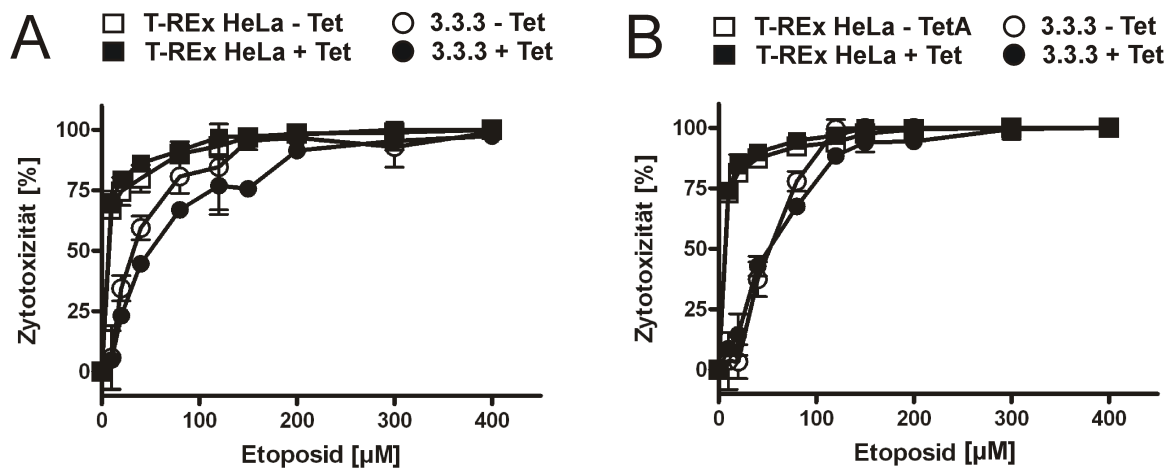 A
T-REx HeLa - Tet
3.3.3 - Tet
T-REx HeLa + Tet
3.3.3 + Tet
Zytotoxizität [%]
100
75
50
25
0
0
100
200
300
400
Etoposid [µM]
B
T-REx HeLa - TetA
3.3.3 - Tet
T-REx HeLa + Tet
3.3.3 + Tet
Zytotoxizität [%]
100
75
50
25
0
0
100
200
300
400
Etoposid [µM]